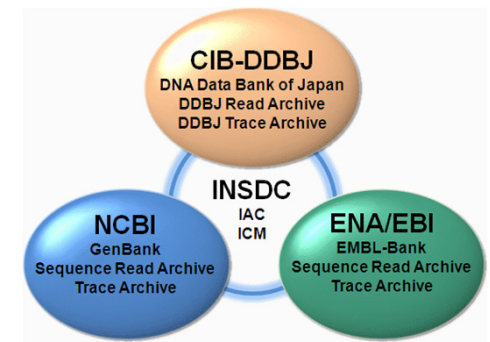 CIB-DDBJ
DNA Data Bank of Japan
DDBJ Read Archive
DDBJ Trace Archive
INSDC
IAC
ICM
NCBI
GenBank
Sequence Read Archive
Trace Archive
ENA/EBI
EMBL-Bank
Sequence Read Archive
Trace Archive